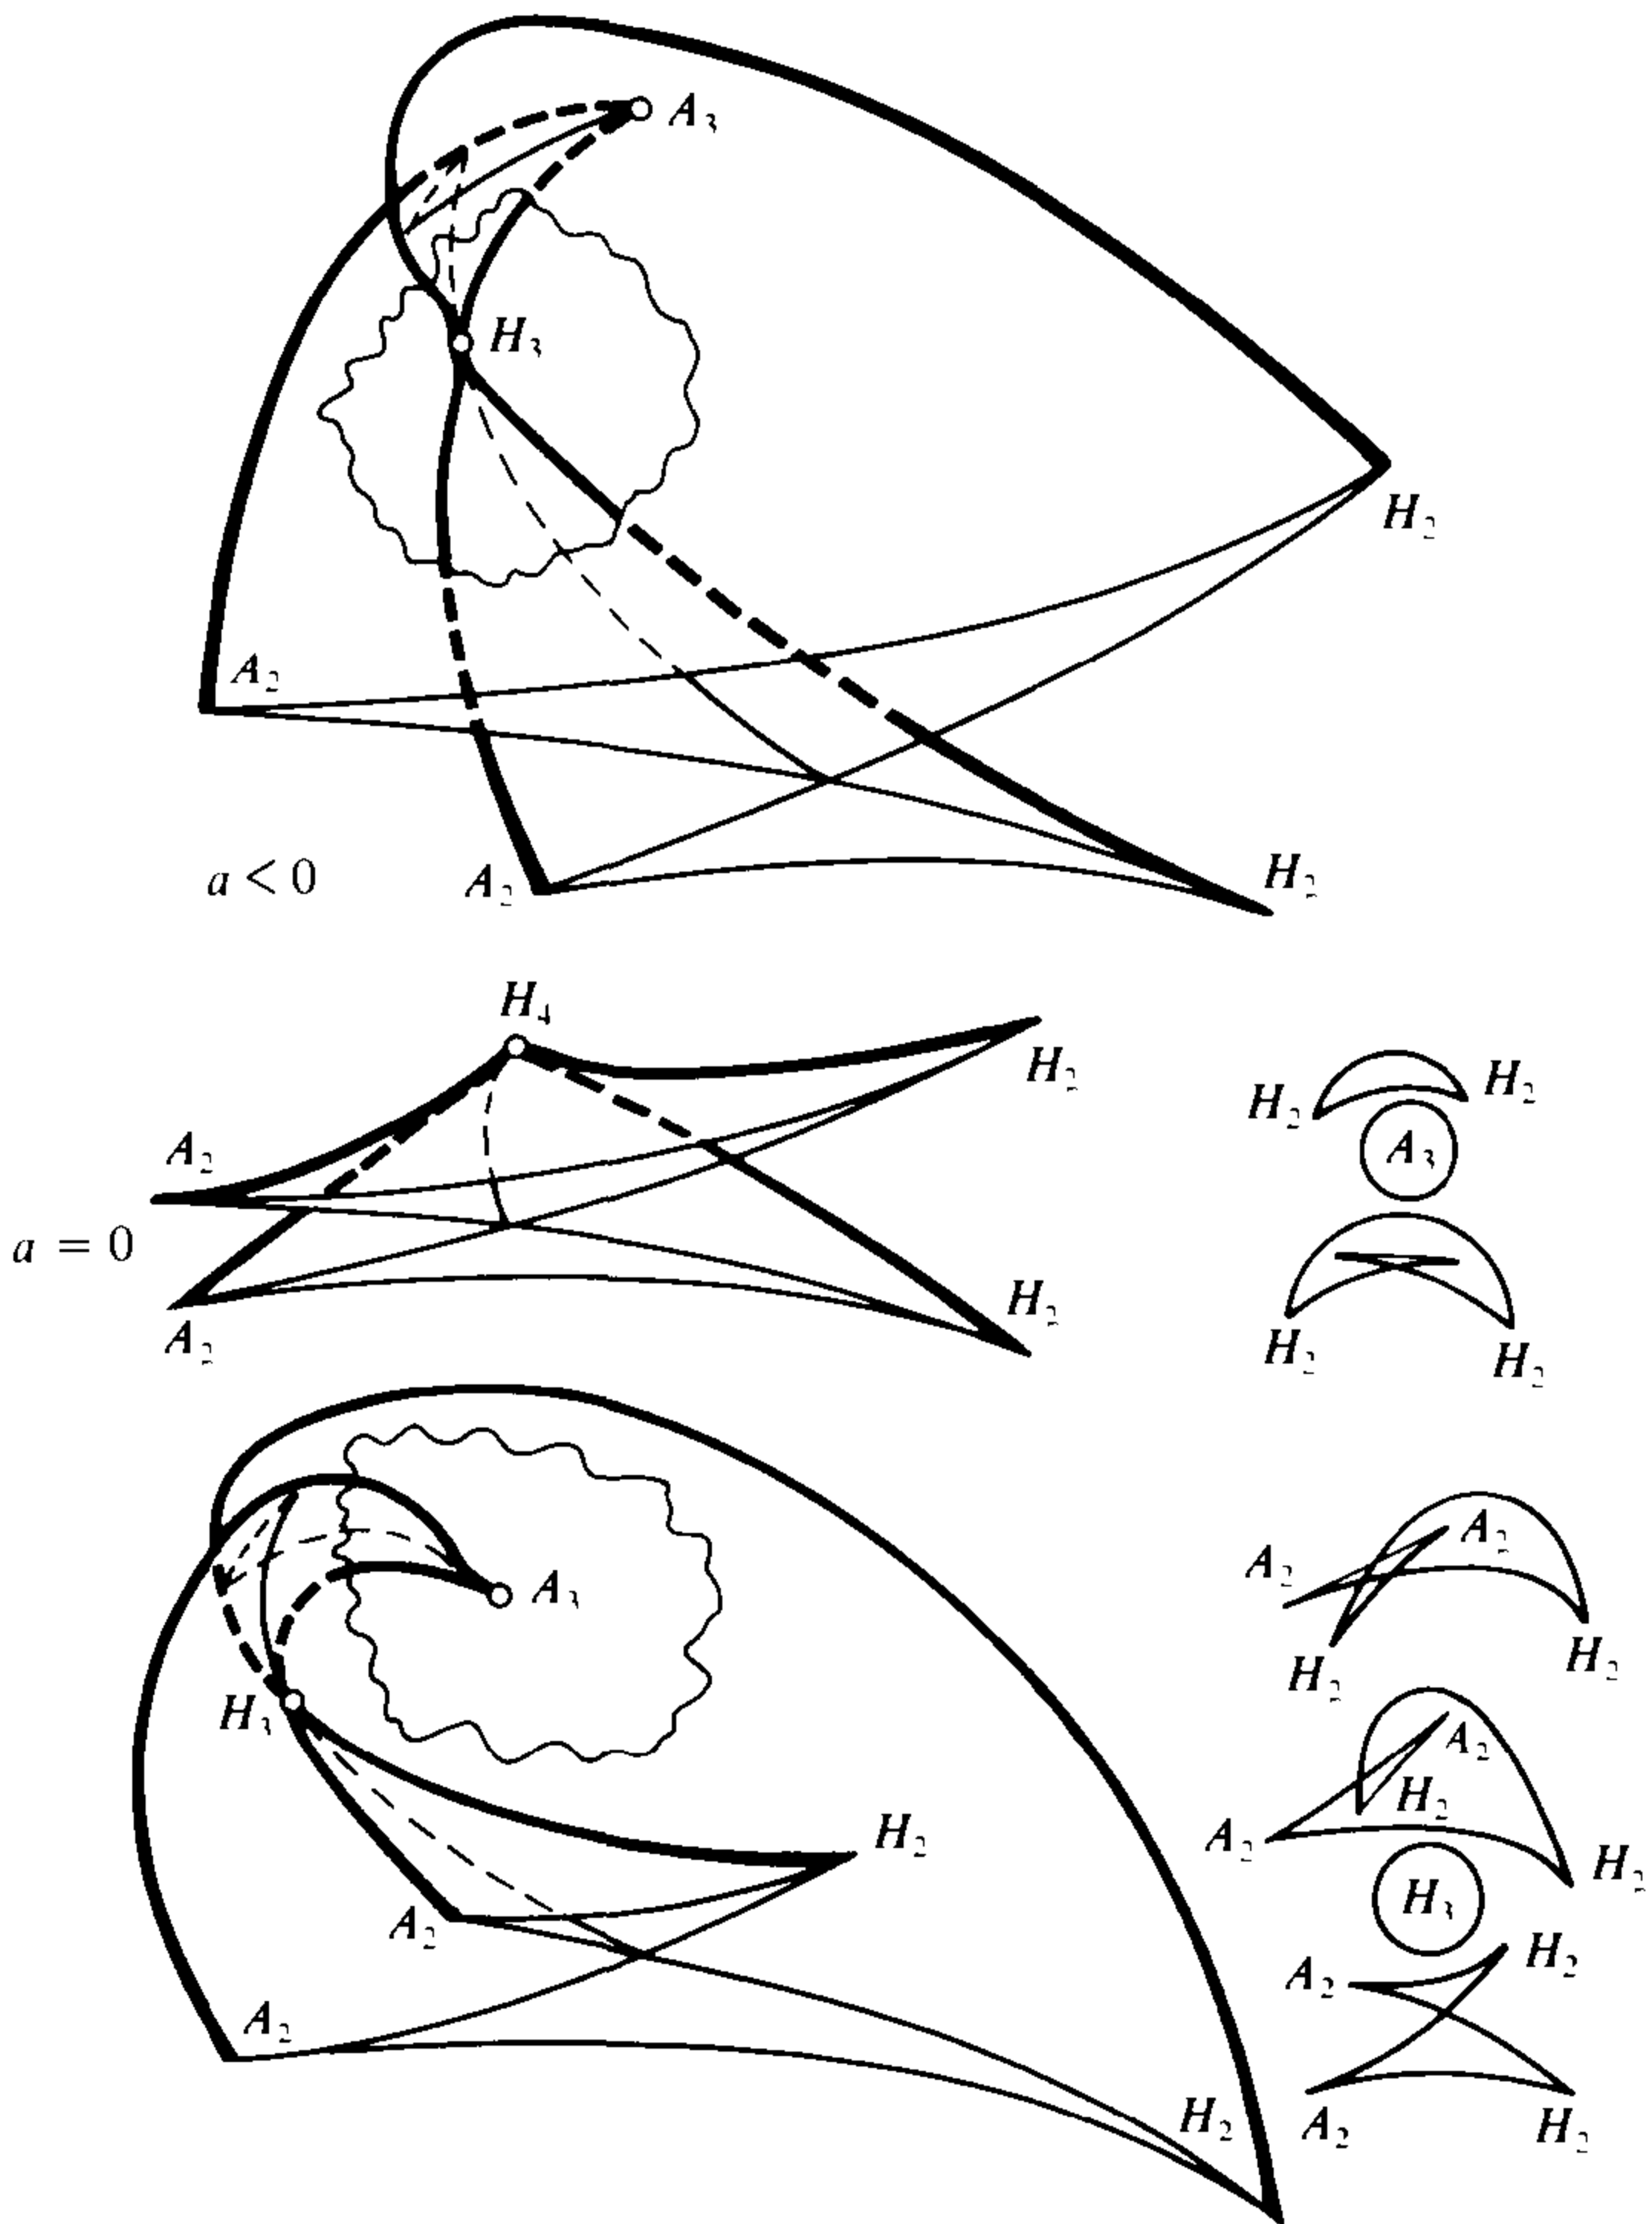 A₃
H₃
H₂
A₂
a < 0
A₂
H₂
H₄
H₂
H₂
H₂
A₂
A₃
a = 0
H₂
A₂
H₂
H₂
A₂
A₂
A₃
H₂
H₂
H₃
A₂
H₂
H₂
A₂
H₂
H₃
A₂
H₂
A₂
A₂
H₂
H₂
A₂
H₂